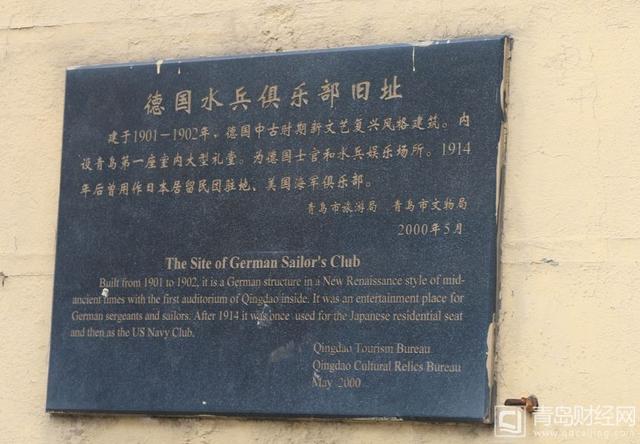 德国水兵俱乐部旧址
建于1901-1902年，德国中古时期新文艺复兴风格建筑。内
设青岛第一座室内大型礼堂。为德国士官和水兵娱乐场所。1914
年后曾用作日本居留民团驻地、美国海军俱乐部。
青岛市旅游局 青岛市文物局
2000年5月
The Site of German Sailor's Club
Built from 1901 to 1902, it is a German structure in a New Renaissance style of mid-
ancient times with the first auditorium of Qingdao inside. It was an entertainment place for
German sergeants and sailors. After 1914 it was once used for the Japanese residential seat
and then as the US Navy Club.
Qingdao Tourism Bureau
Qingdao Cultural Relics Bureau
May 2000
青岛财经网
qdcaijing.com